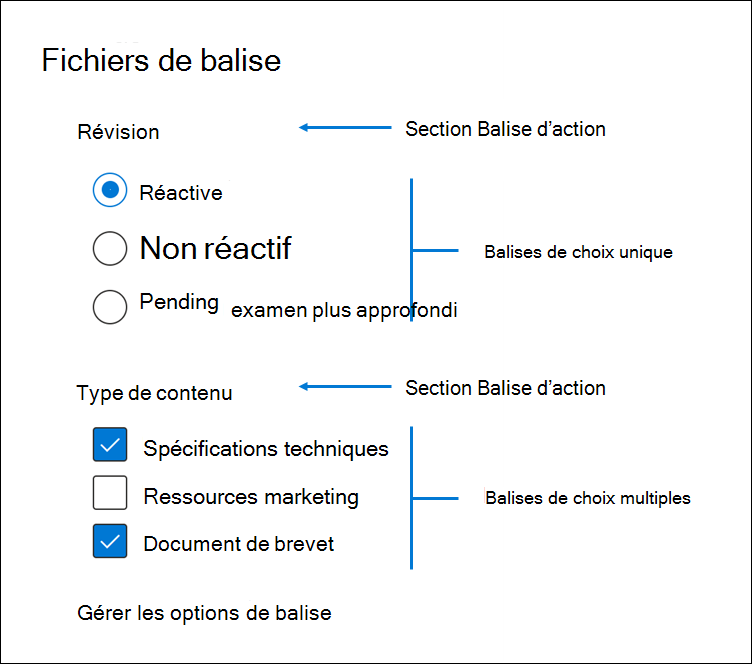 Fichiers de balise
Révision
Section Balise d’action
Réactive
Non réactif
Balises de choix unique
Pending examen plus approfondi
Type de contenu
Section Balise d’action
Spécifications techniques
Ressources marketing
Balises de choix multiples
Document de brevet
Gérer les options de balise